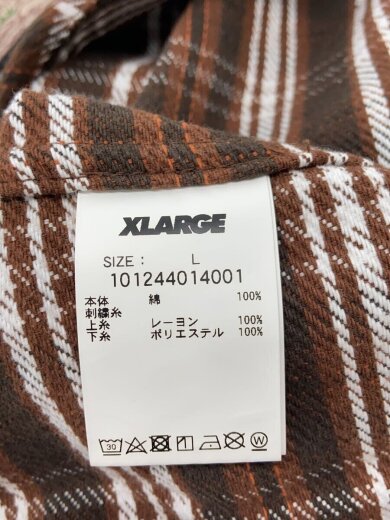 XLARGE
SIZE: L
101244014001
本体 綿 100%
刺繍糸
上糸 レーヨン 100%
下糸 ポリエステル 100%
30 A W